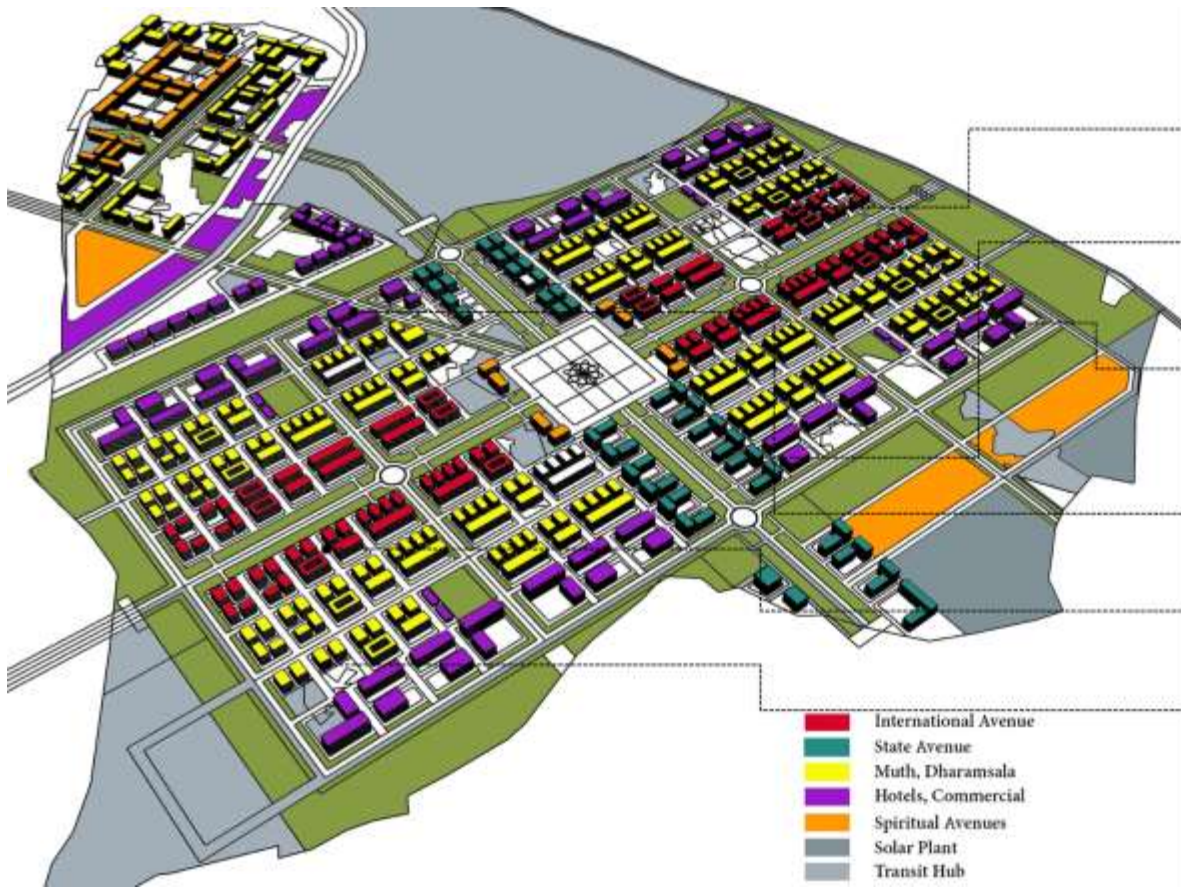 International Avenue
State Avenue
Muth, Dharamsala
Hotels, Commercial
Spiritual Avenues
Solar Plant
Transit Hub